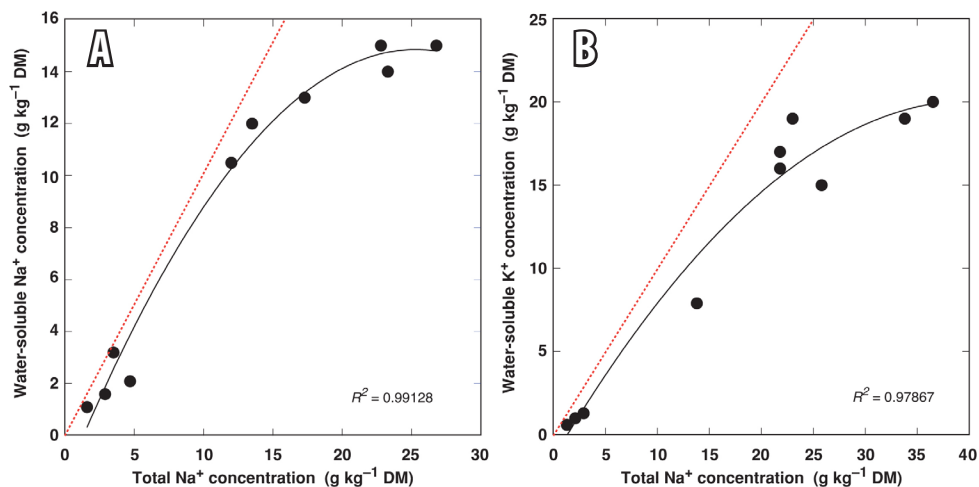 A
Water-soluble Na⁺ concentration (g kg⁻¹ DM)
16
14
12
10
8
6
4
2
0
R² = 0.99128
0 5 10 15 20 25 30
Total Na⁺ concentration (g kg⁻¹ DM)
B
Water-soluble K⁺ concentration (g kg⁻¹ DM)
25
20
15
10
5
0
R² = 0.97867
0 5 10 15 20 25 30 35 40
Total Na⁺ concentration (g kg⁻¹ DM)